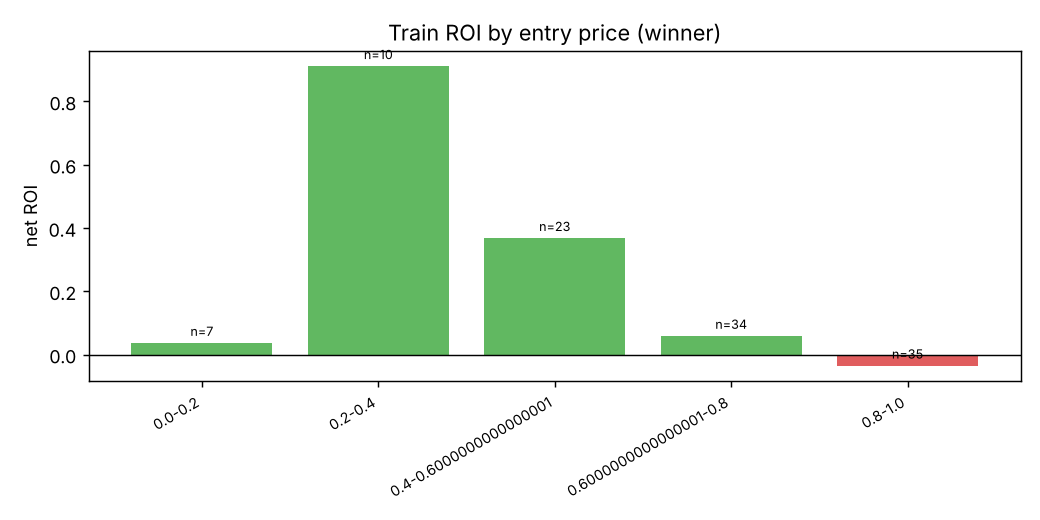 Train ROI by entry price (winner)
net ROI
0.8
0.6
0.4
0.2
0.0
n=7
n=10
n=23
n=34
n=35
0.0-0.2
0.2-0.4
0.4-0.6000000000000001
0.6000000000000001-0.8
0.8-1.0